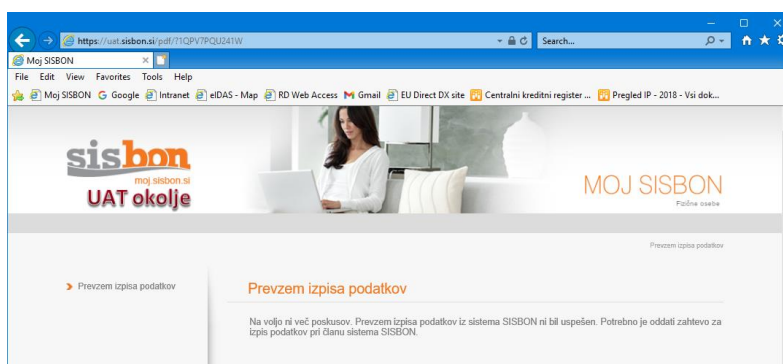 https://uat.sisbon.si/pdf/?1QPV7PQU241W
Search...
Moj SISBON
File Edit View Favorites Tools Help
Moj SISBON Google Intranet eIDAS - Map RD Web Access Gmail EU Direct DX site Centralni kreditni register ... Pregled IP - 2018 - Vsi dok...
sisbon
moj.sisbon.si
UAT okolje
MOJ SISBON
Fizične osebe
Prevzem izpisa podatkov
Prevzem izpisa podatkov
Prevzem izpisa podatkov
Na voljo ni več poskusov. Prevzem izpisa podatkov iz sistema SISBON ni bil uspešen. Potrebno je oddati zahtevo za
izpis podatkov pri članu sistema SISBON.